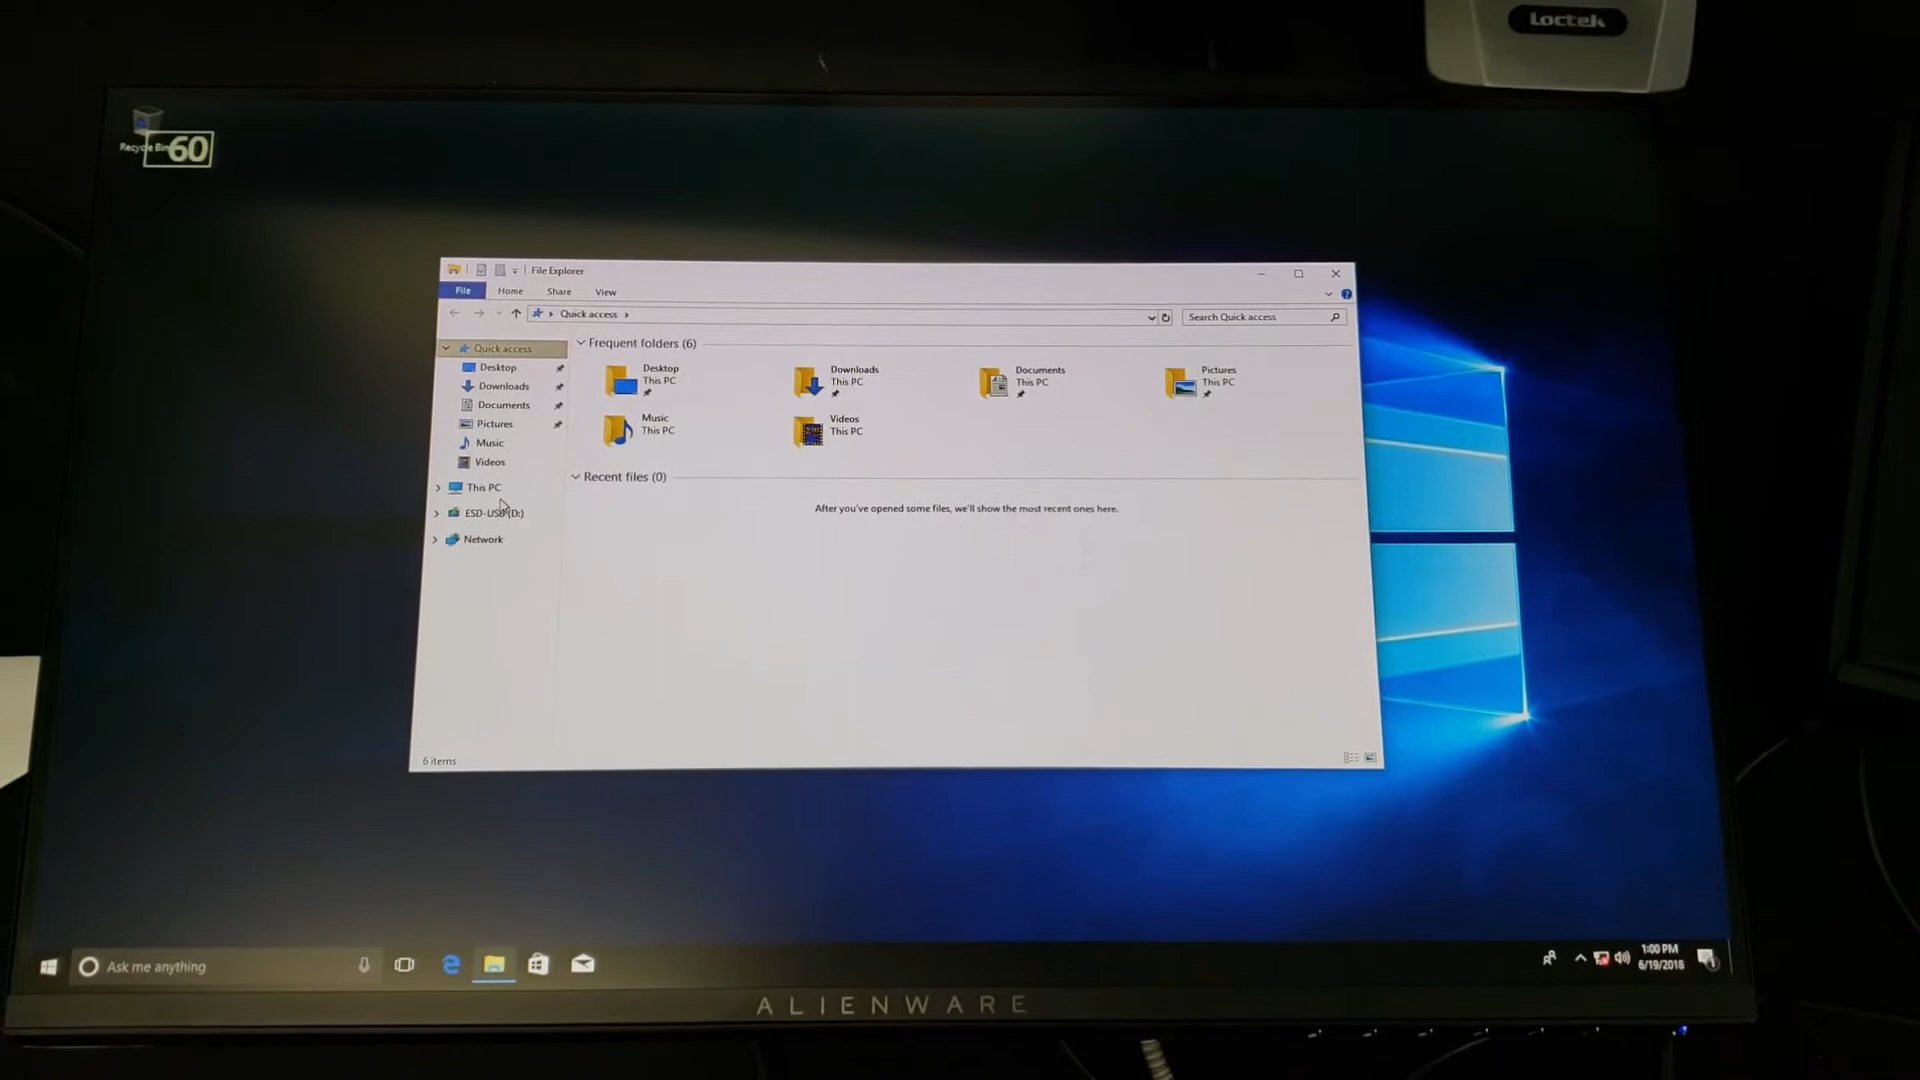 Loctek
Recycle Bin
60
File Explorer
File Home Share View
Quick access
Search Quick access
Quick access
Desktop
Downloads
Documents
Pictures
Music
Videos
This PC
ESD-USB (D:)
Network
Frequent folders (6)
Desktop
This PC
Downloads
This PC
Documents
This PC
Pictures
This PC
Music
This PC
Videos
This PC
Recent files (0)
After you've opened some files, we'll show the most recent ones here.
6 items
Ask me anything
1:00 PM
6/19/2018
ALIENWARE